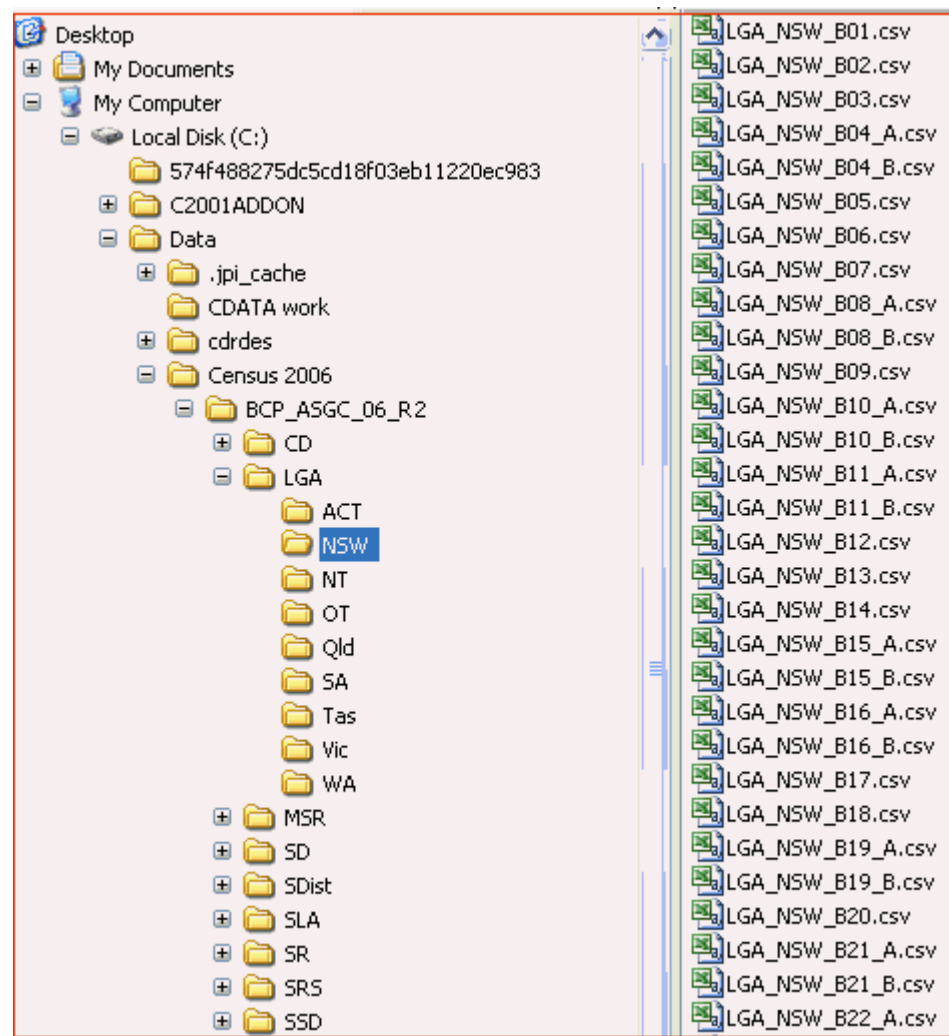 Desktop
My Documents
My Computer
Local Disk (C:)
574f488275dc5cd18f03eb11220ec983
C2001ADDON
Data
.jpi_cache
CDATA work
cdrdes
Census 2006
BCP_ASGC_06_R2
CD
LGA
ACT
NSW
NT
OT
Qld
SA
Tas
Vic
WA
MSR
SD
SDist
SLA
SR
SRS
SSD
LGA_NSW_B01.csv
LGA_NSW_B02.csv
LGA_NSW_B03.csv
LGA_NSW_B04_A.csv
LGA_NSW_B04_B.csv
LGA_NSW_B05.csv
LGA_NSW_B06.csv
LGA_NSW_B07.csv
LGA_NSW_B08_A.csv
LGA_NSW_B08_B.csv
LGA_NSW_B09.csv
LGA_NSW_B10_A.csv
LGA_NSW_B10_B.csv
LGA_NSW_B11_A.csv
LGA_NSW_B11_B.csv
LGA_NSW_B12.csv
LGA_NSW_B13.csv
LGA_NSW_B14.csv
LGA_NSW_B15_A.csv
LGA_NSW_B15_B.csv
LGA_NSW_B16_A.csv
LGA_NSW_B16_B.csv
LGA_NSW_B17.csv
LGA_NSW_B18.csv
LGA_NSW_B19_A.csv
LGA_NSW_B19_B.csv
LGA_NSW_B20.csv
LGA_NSW_B21_A.csv
LGA_NSW_B21_B.csv
LGA_NSW_B22_A.csv